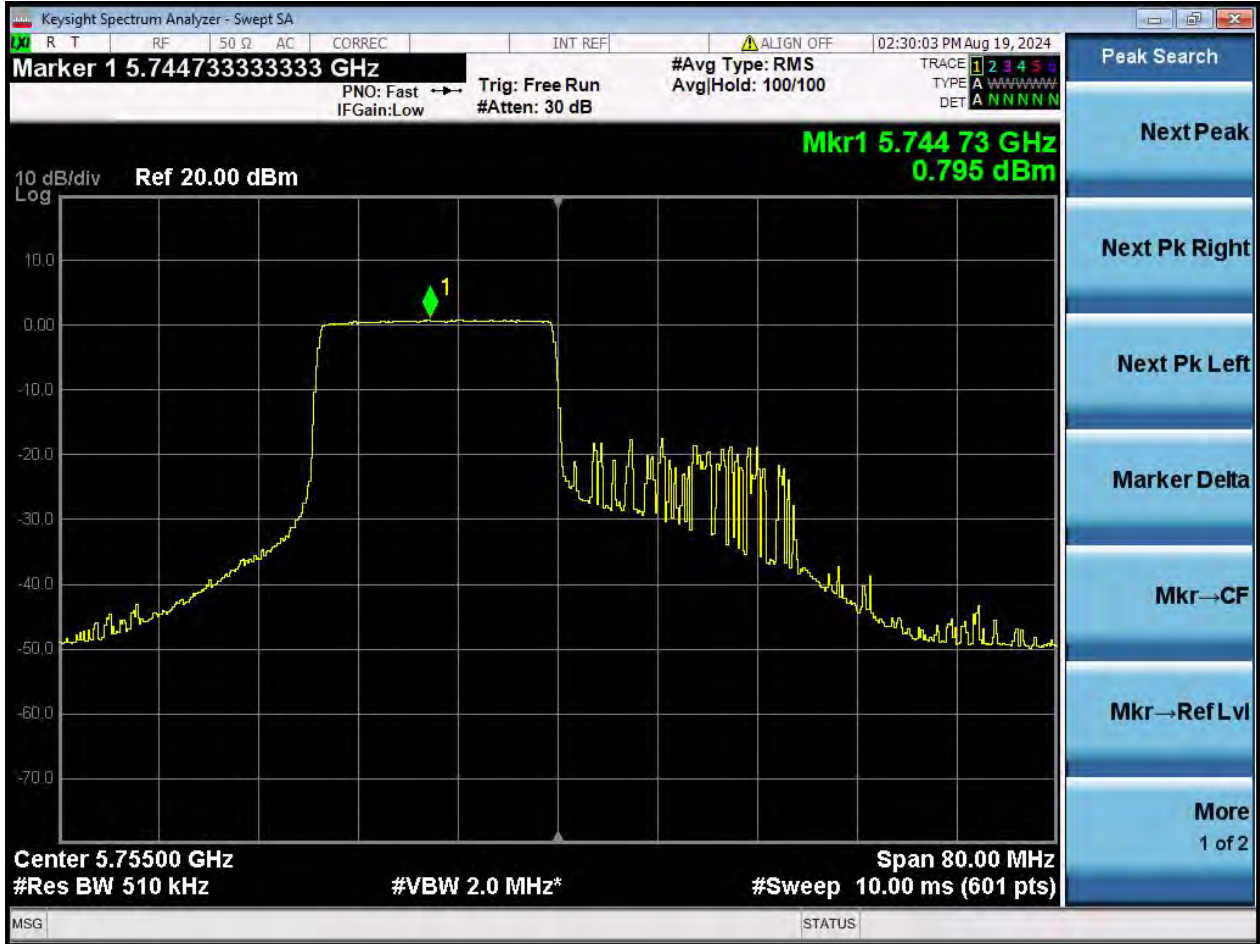 Keysight Spectrum Analyzer - Swept SA
LXI R T RF 50 Ω AC CORREC INT REF ALIGN OFF 02:30:03 PM Aug 19, 2024
Marker 1 5.744733333333 GHz
PNO: Fast
IFGain:Low
Trig: Free Run
#Atten: 30 dB
#Avg Type: RMS
Avg|Hold: 100/100
TRACE 1 2 3 4 5 6
TYPE A WWWWW
DET A N N N N N
Mkr1 5.744 73 GHz
0.795 dBm
10 dB/div Ref 20.00 dBm
Log
10.0
0.00
-10.0
-20.0
-30.0
-40.0
-50.0
-60.0
-70.0
1
Center 5.75500 GHz Span 80.00 MHz
#Res BW 510 kHz #VBW 2.0 MHz* #Sweep 10.00 ms (601 pts)
MSG STATUS
Peak Search
Next Peak
Next Pk Right
Next Pk Left
Marker Delta
Mkr→CF
Mkr→Ref Lvl
More
1 of 2